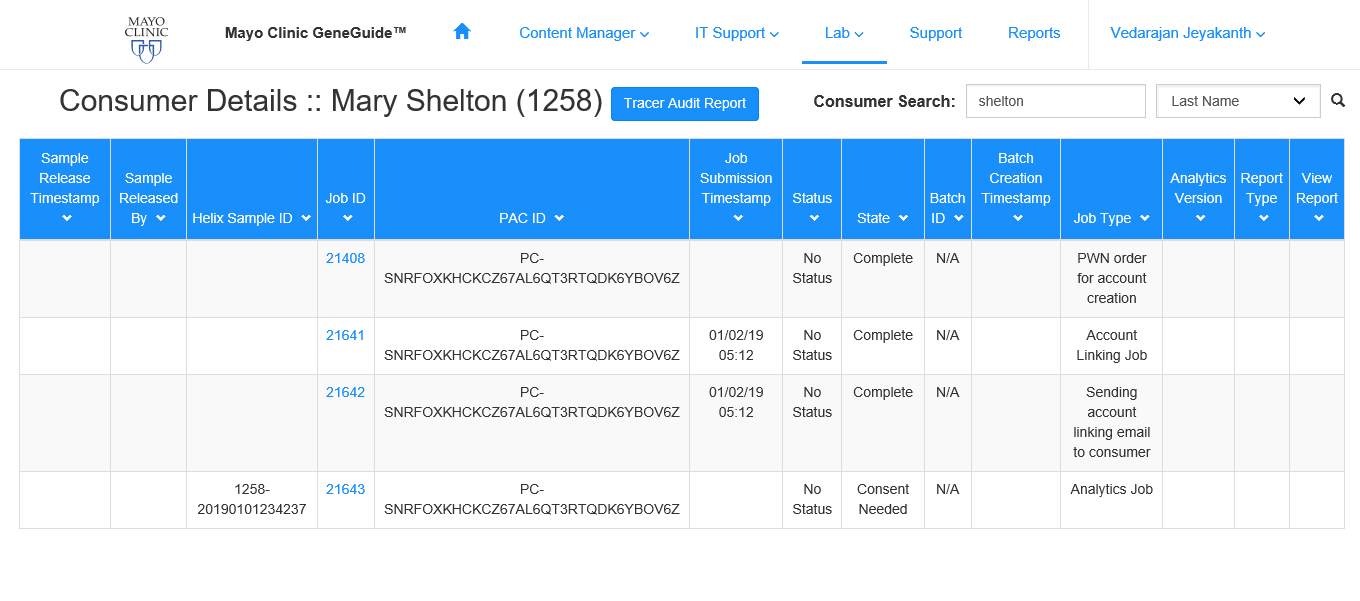 MAYO
CLINIC
Mayo Clinic GeneGuide™
Content Manager
IT Support
Lab
Support
Reports
Vedarajan Jeyakanth
Consumer Details :: Mary Shelton (1258)
Tracer Audit Report
Consumer Search:
shelton
Last Name
Sample
Release
Timestamp
Sample
Released
By
Helix Sample ID
Job ID
PAC ID
Job
Submission
Timestamp
Status
State
Batch
ID
Batch
Creation
Timestamp
Job Type
Analytics
Version
Report
Type
View
Report
21408
PC-
SNRFOXKHCKCZ67AL6QT3RTQDK6YBOV6Z
No
Status
Complete
N/A
PWN order
for account
creation
21641
PC-
SNRFOXKHCKCZ67AL6QT3RTQDK6YBOV6Z
01/02/19
05:12
No
Status
Complete
N/A
Account
Linking Job
21642
PC-
SNRFOXKHCKCZ67AL6QT3RTQDK6YBOV6Z
01/02/19
05:12
No
Status
Complete
N/A
Sending
account
linking email
to consumer
1258-
20190101234237
21643
PC-
SNRFOXKHCKCZ67AL6QT3RTQDK6YBOV6Z
No
Status
Consent
Needed
N/A
Analytics Job